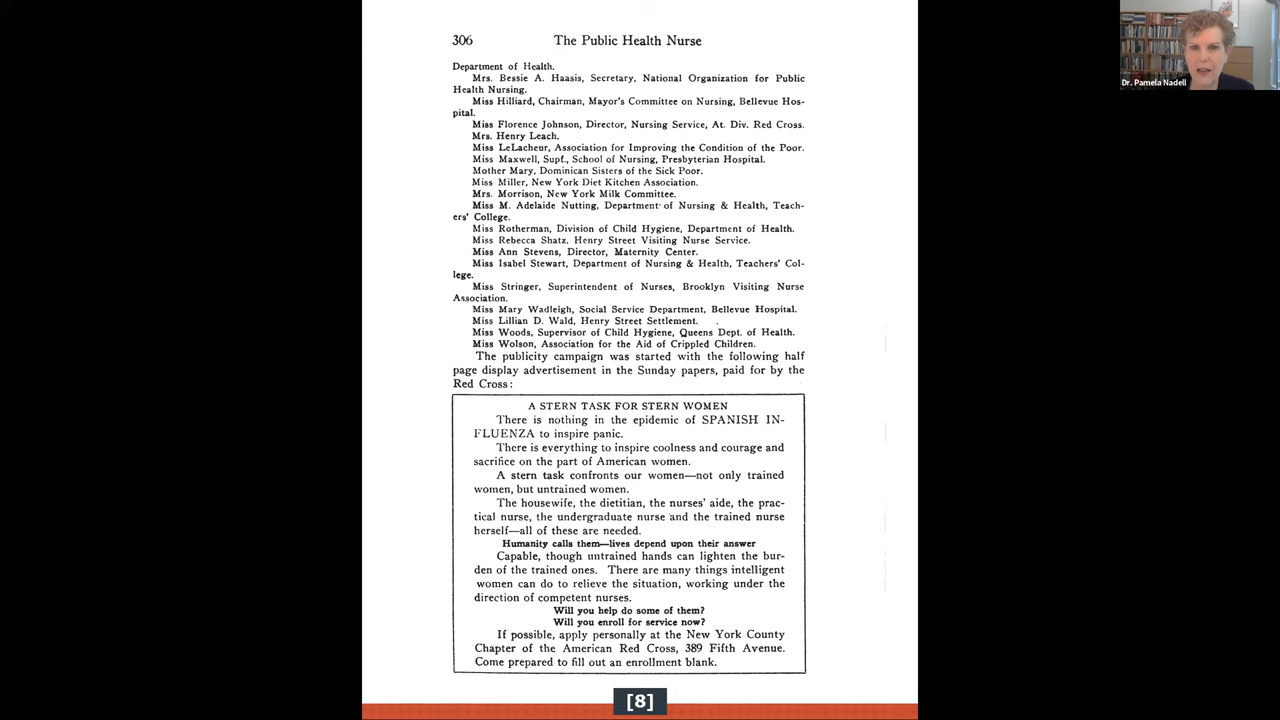 306 The Public Health Nurse
Department of Health.
Mrs. Bessie A. Haasis, Secretary, National Organization for Public
Health Nursing.
Miss Hilliard, Chairman, Mayor's Committee on Nursing, Bellevue Hos-
pital.
Miss Florence Johnson, Director, Nursing Service, At. Div. Red Cross.
Mrs. Henry Leach.
Miss LeLacheur, Association for Improving the Condition of the Poor.
Miss Maxwell, Supt., School of Nursing, Presbyterian Hospital.
Mother Mary, Dominican Sisters of the Sick Poor.
Miss Miller, New York Diet Kitchen Association.
Mrs. Morrison, New York Milk Committee.
Miss M. Adelaide Nutting, Department of Nursing & Health, Teach-
ers' College.
Miss Rotherman, Division of Child Hygiene, Department of Health.
Miss Rebecca Shatz, Henry Street Visiting Nurse Service.
Miss Ann Stevens, Director, Maternity Center.
Miss Isabel Stewart, Department of Nursing & Health, Teachers' Col-
lege.
Miss Stringer, Superintendent of Nurses, Brooklyn Visiting Nurse
Association.
Miss Mary Wadleigh, Social Service Department, Bellevue Hospital.
Miss Lillian D. Wald, Henry Street Settlement.
Miss Woods, Supervisor of Child Hygiene, Queens Dept. of Health.
Miss Wolson, Association for the Aid of Crippled Children.
The publicity campaign was started with the following half
page display advertisement in the Sunday papers, paid for by the
Red Cross:
A STERN TASK FOR STERN WOMEN
There is nothing in the epidemic of SPANISH IN-
FLUENZA to inspire panic.
There is everything to inspire coolness and courage and
sacrifice on the part of American women.
A stern task confronts our women—not only trained
women, but untrained women.
The housewife, the dietitian, the nurses' aide, the prac-
tical nurse, the undergraduate nurse and the trained nurse
herself—all of these are needed.
Humanity calls them—lives depend upon their answer
Capable, though untrained hands can lighten the bur-
den of the trained ones. There are many things intelligent
women can do to relieve the situation, working under the
direction of competent nurses.
Will you help do some of them?
Will you enroll for service now?
If possible, apply personally at the New York County
Chapter of the American Red Cross, 389 Fifth Avenue.
Come prepared to fill out an enrollment blank.
[8]
Dr. Pamela Nadell